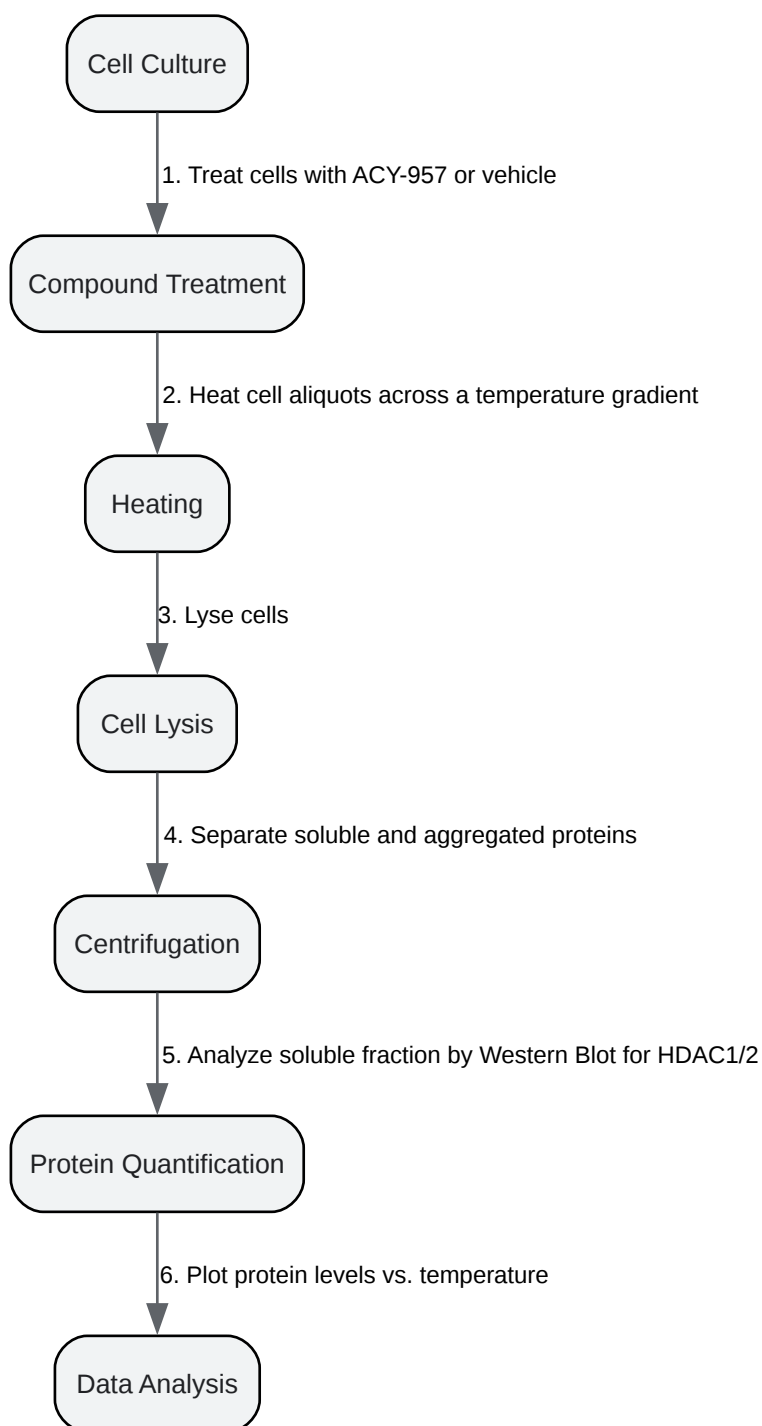 Cell Culture
1. Treat cells with ACY-957 or vehicle
Compound Treatment
2. Heat cell aliquots across a temperature gradient
Heating
3. Lyse cells
Cell Lysis
4. Separate soluble and aggregated proteins
Centrifugation
5. Analyze soluble fraction by Western Blot for HDAC1/2
Protein Quantification
6. Plot protein levels vs. temperature
Data Analysis